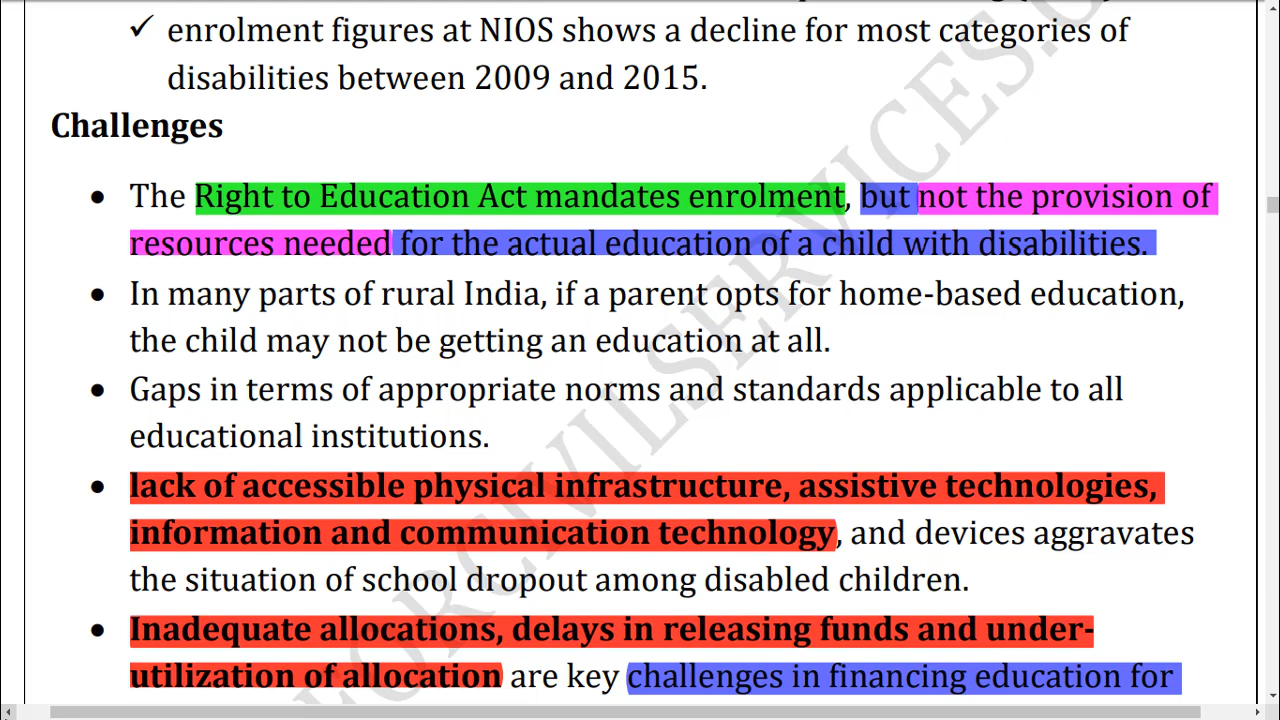 ✓ enrolment figures at NIOS shows a decline for most categories of
disabilities between 2009 and 2015.
Challenges
• The Right to Education Act mandates enrolment, but not the provision of
resources needed for the actual education of a child with disabilities.
• In many parts of rural India, if a parent opts for home-based education,
the child may not be getting an education at all.
• Gaps in terms of appropriate norms and standards applicable to all
educational institutions.
• lack of accessible physical infrastructure, assistive technologies,
information and communication technology, and devices aggravates
the situation of school dropout among disabled children.
• Inadequate allocations, delays in releasing funds and under-
utilization of allocation are key challenges in financing education for
FORCIVILSERVICES.